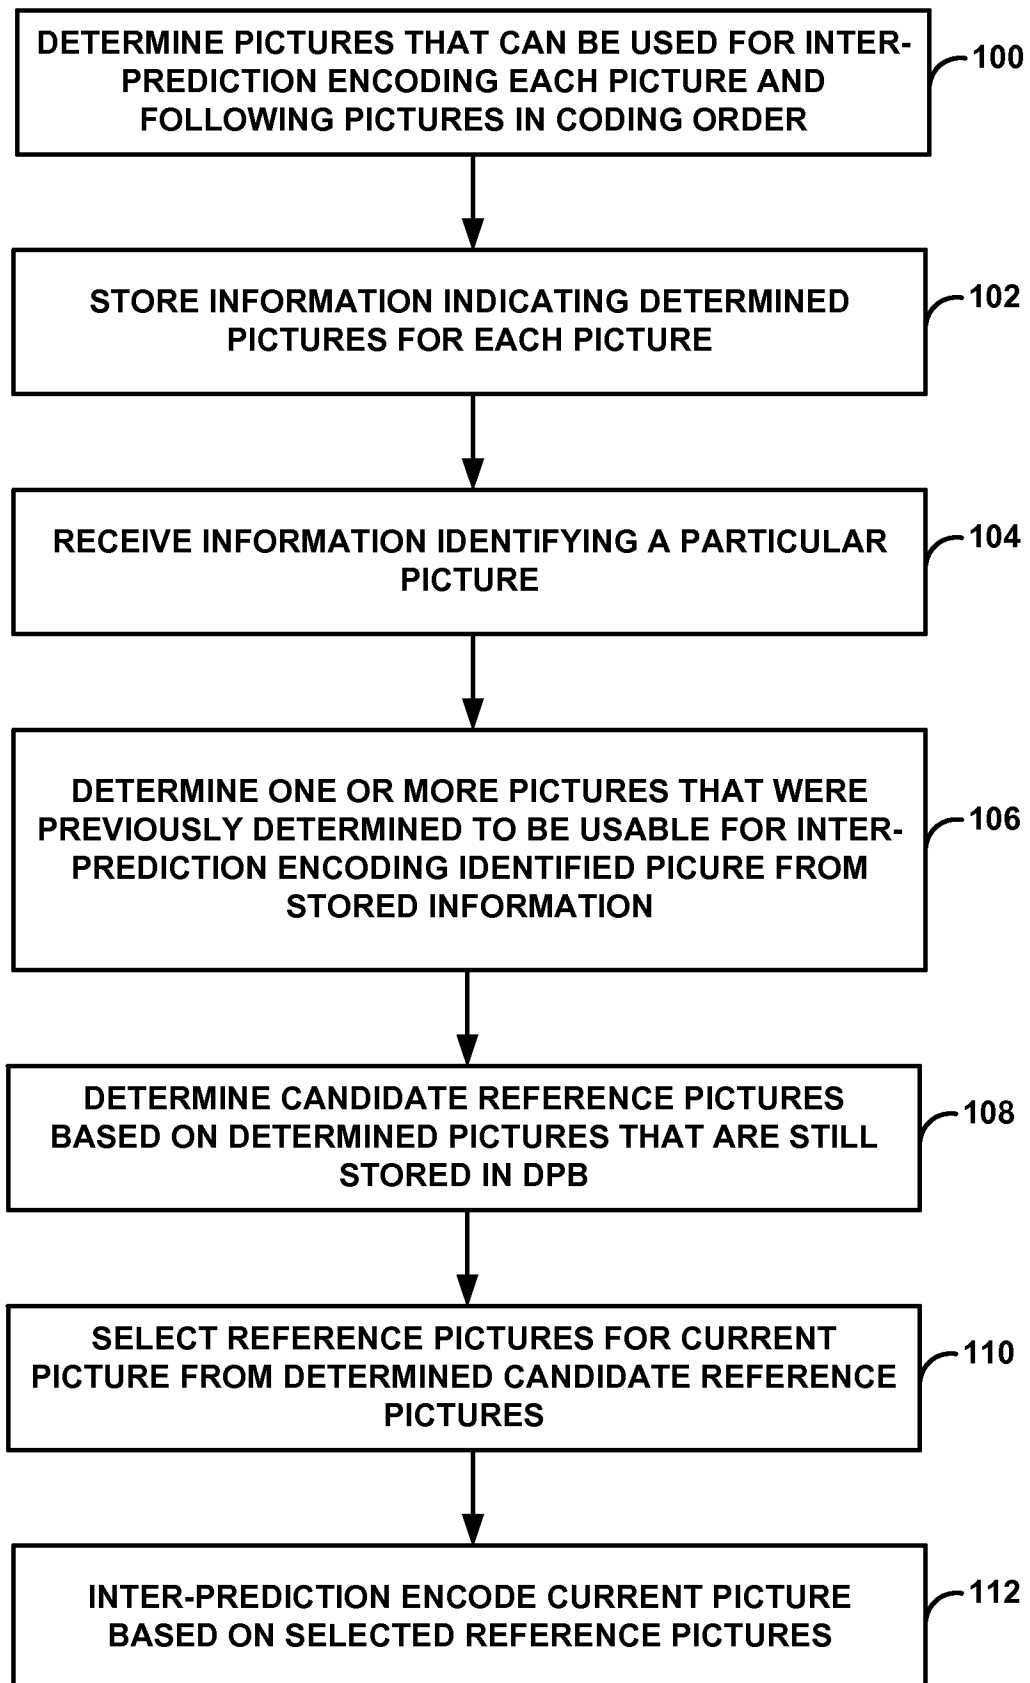 DETERMINE PICTURES THAT CAN BE USED FOR INTER-
PREDICTION ENCODING EACH PICTURE AND
FOLLOWING PICTURES IN CODING ORDER
100
STORE INFORMATION INDICATING DETERMINED
PICTURES FOR EACH PICTURE
102
RECEIVE INFORMATION IDENTIFYING A PARTICULAR
PICTURE
104
DETERMINE ONE OR MORE PICTURES THAT WERE
PREVIOUSLY DETERMINED TO BE USABLE FOR INTER-
PREDICTION ENCODING IDENTIFIED PICURE FROM
STORED INFORMATION
106
DETERMINE CANDIDATE REFERENCE PICTURES
BASED ON DETERMINED PICTURES THAT ARE STILL
STORED IN DPB
108
SELECT REFERENCE PICTURES FOR CURRENT
PICTURE FROM DETERMINED CANDIDATE REFERENCE
PICTURES
110
INTER-PREDICTION ENCODE CURRENT PICTURE
BASED ON SELECTED REFERENCE PICTURES
112